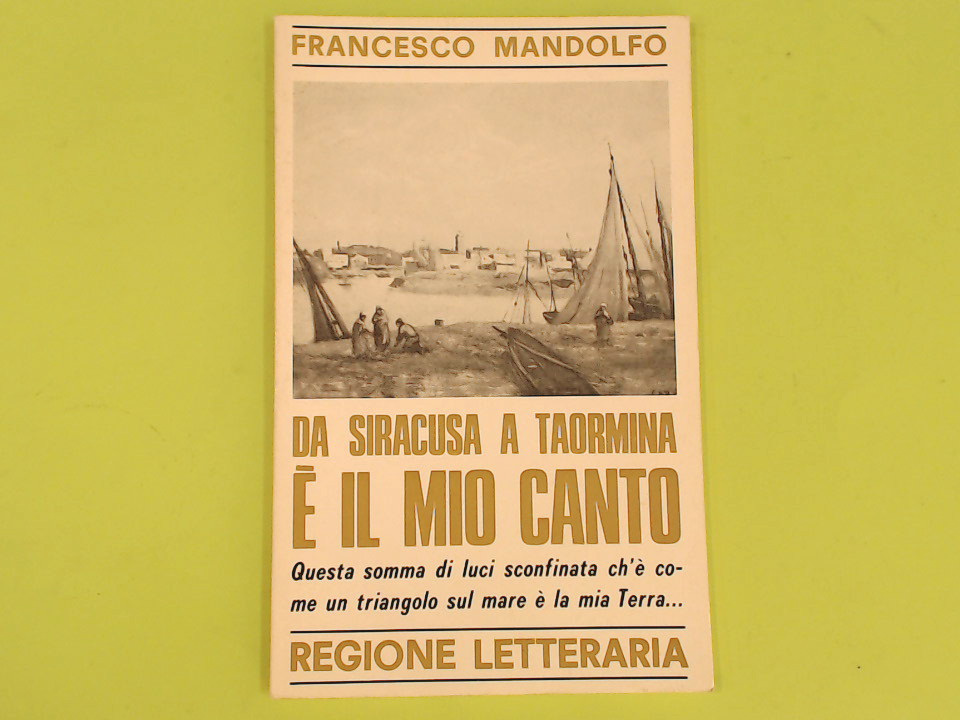 FRANCESCO MANDOLFO
DA SIRACUSA A TAORMINA
È IL MIO CANTO
Questa somma di luci sconfinata ch'è co-
me un triangolo sul mare è la mia Terra...
REGIONE LETTERARIA